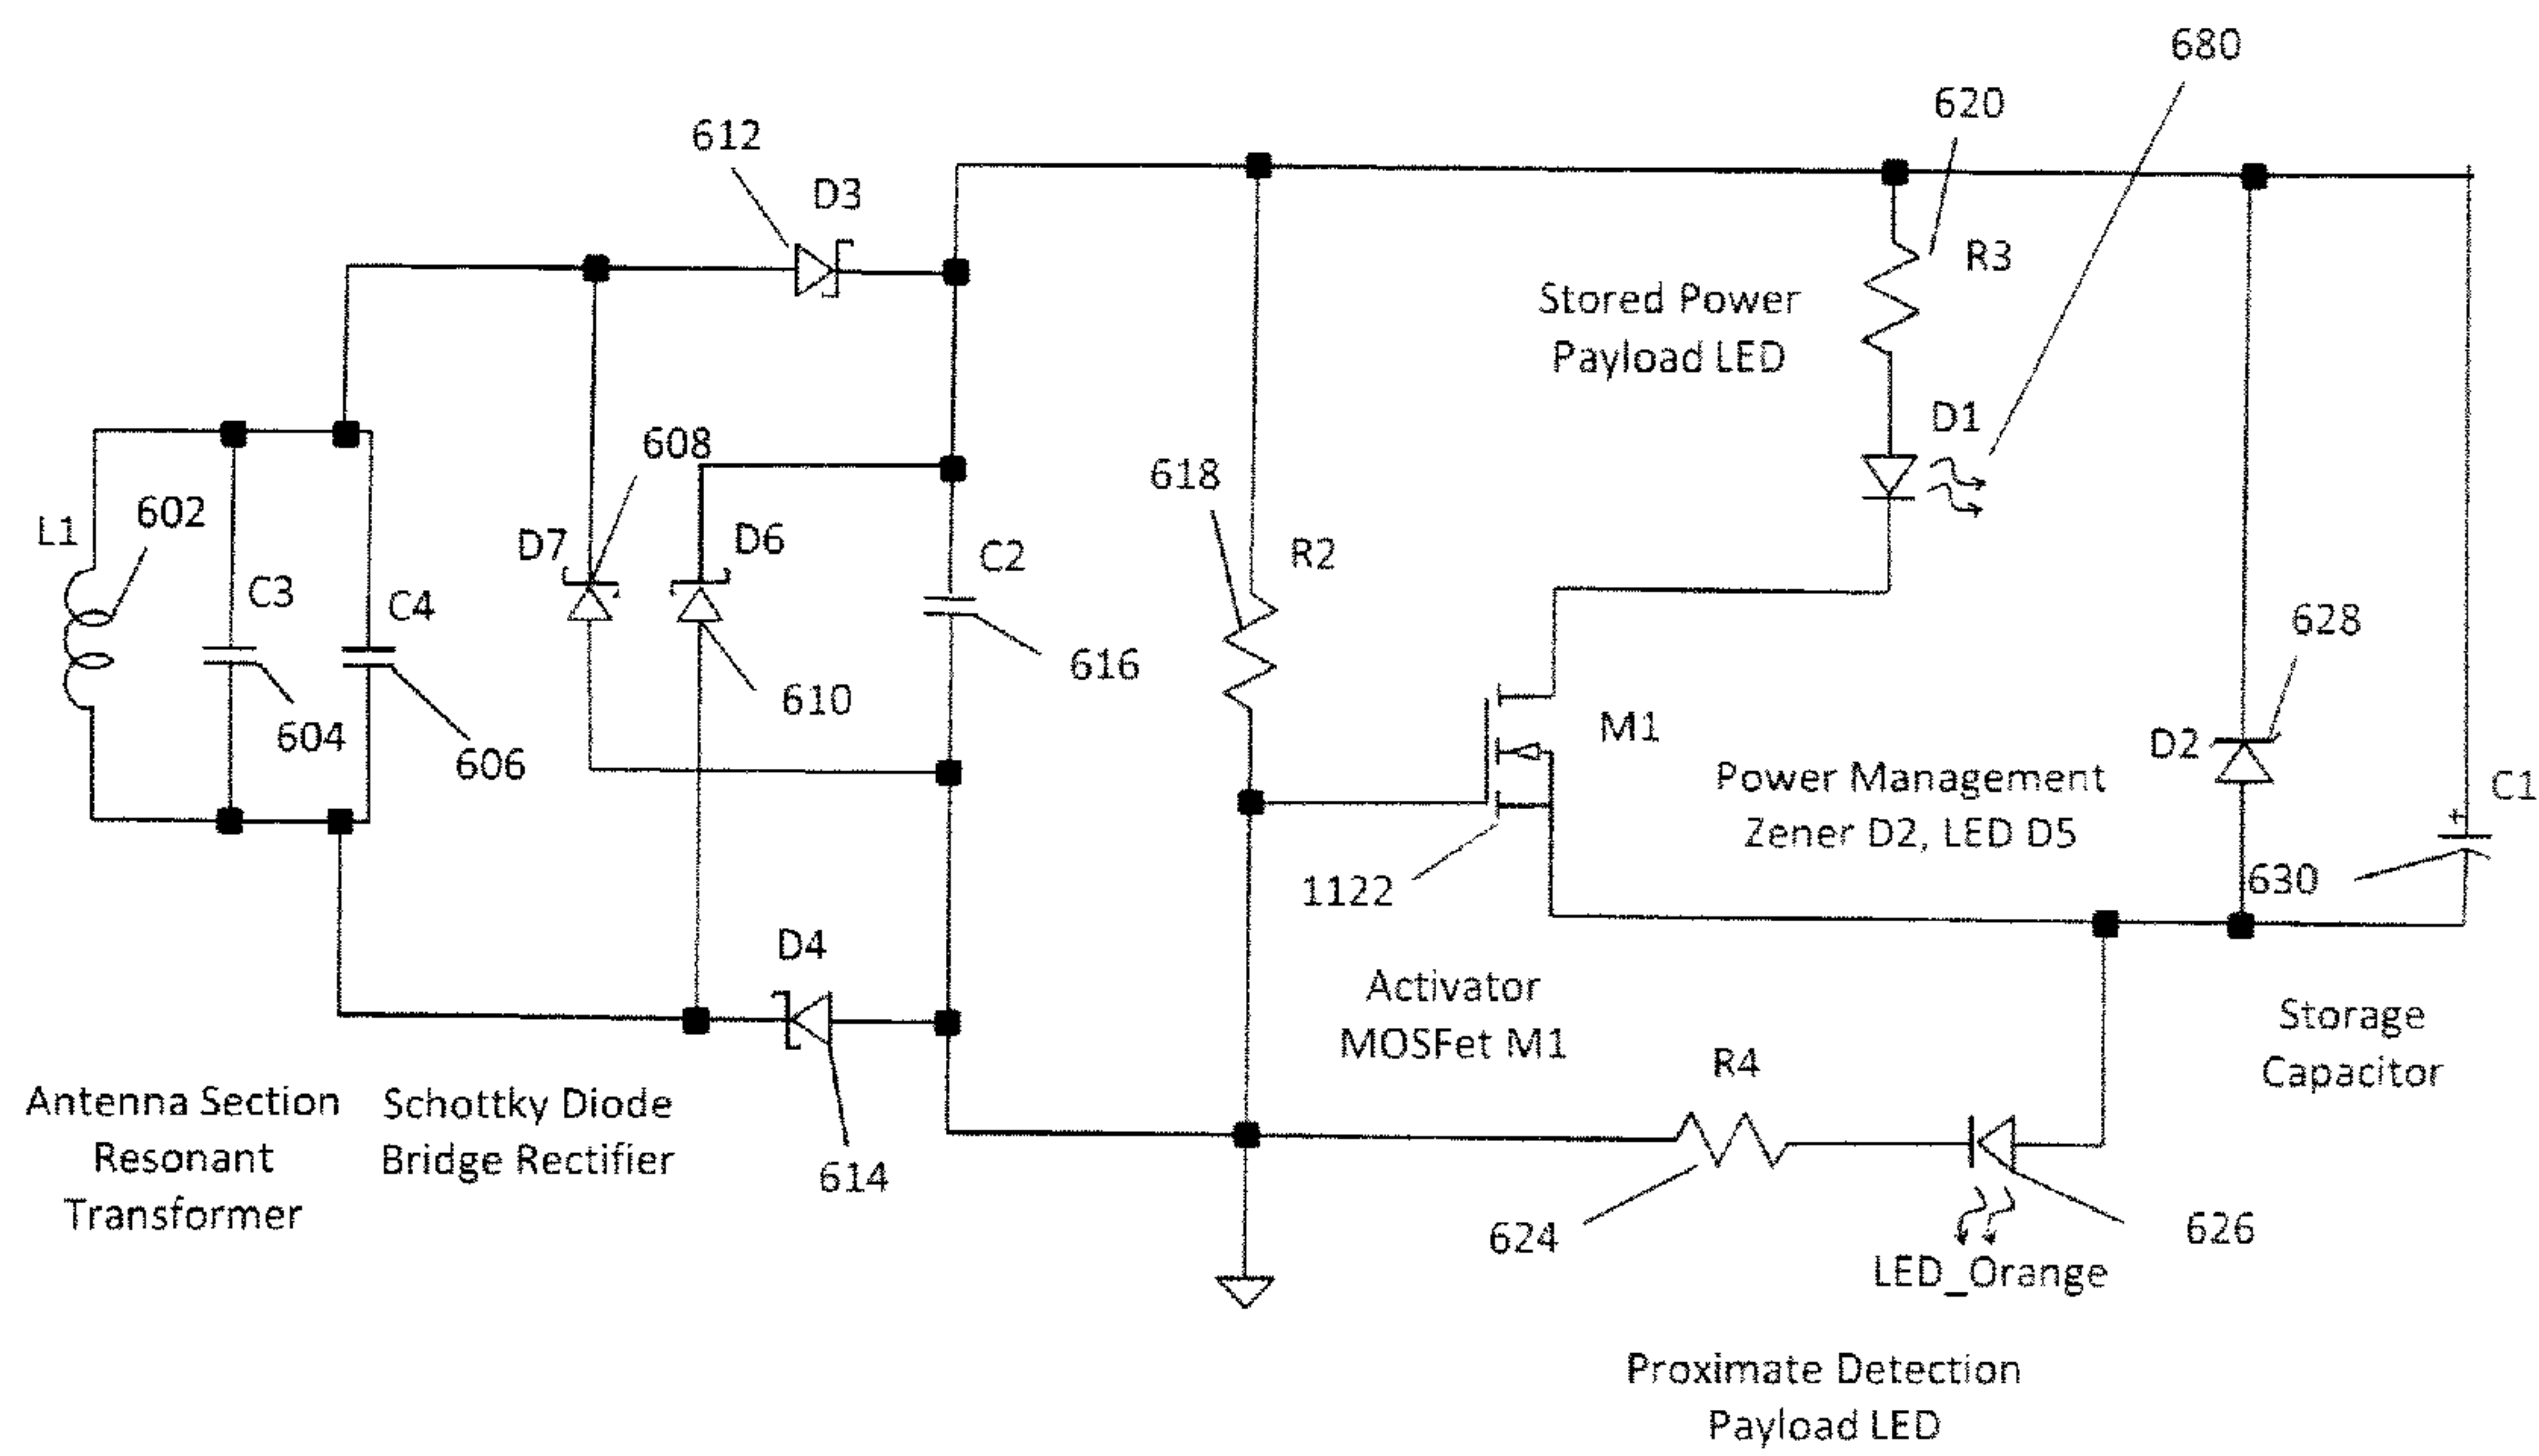 680
620
612
D3
R3
Stored Power
Payload LED
D1
608
618
602
L1
D7
D6
C2
R2
C3
C4
628
616
610
M1
604
606
D2
Power Management
Zener D2, LED D5
C1
+
630
1122
D4
Activator
MOSFet M1
Storage
Capacitor
R4
Antenna Section
Resonant
Transformer
Schottky Diode
Bridge Rectifier
614
624
626
LED_Orange
Proximate Detection
Payload LED